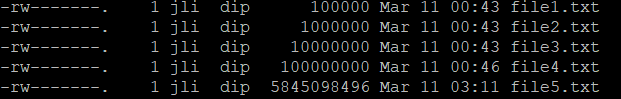 -rw-------. 1 jli dip 100000 Mar 11 00:43 file1.txt
-rw-------. 1 jli dip 1000000 Mar 11 00:43 file2.txt
-rw-------. 1 jli dip 10000000 Mar 11 00:43 file3.txt
-rw-------. 1 jli dip 100000000 Mar 11 00:46 file4.txt
-rw-------. 1 jli dip 5845098496 Mar 11 03:11 file5.txt